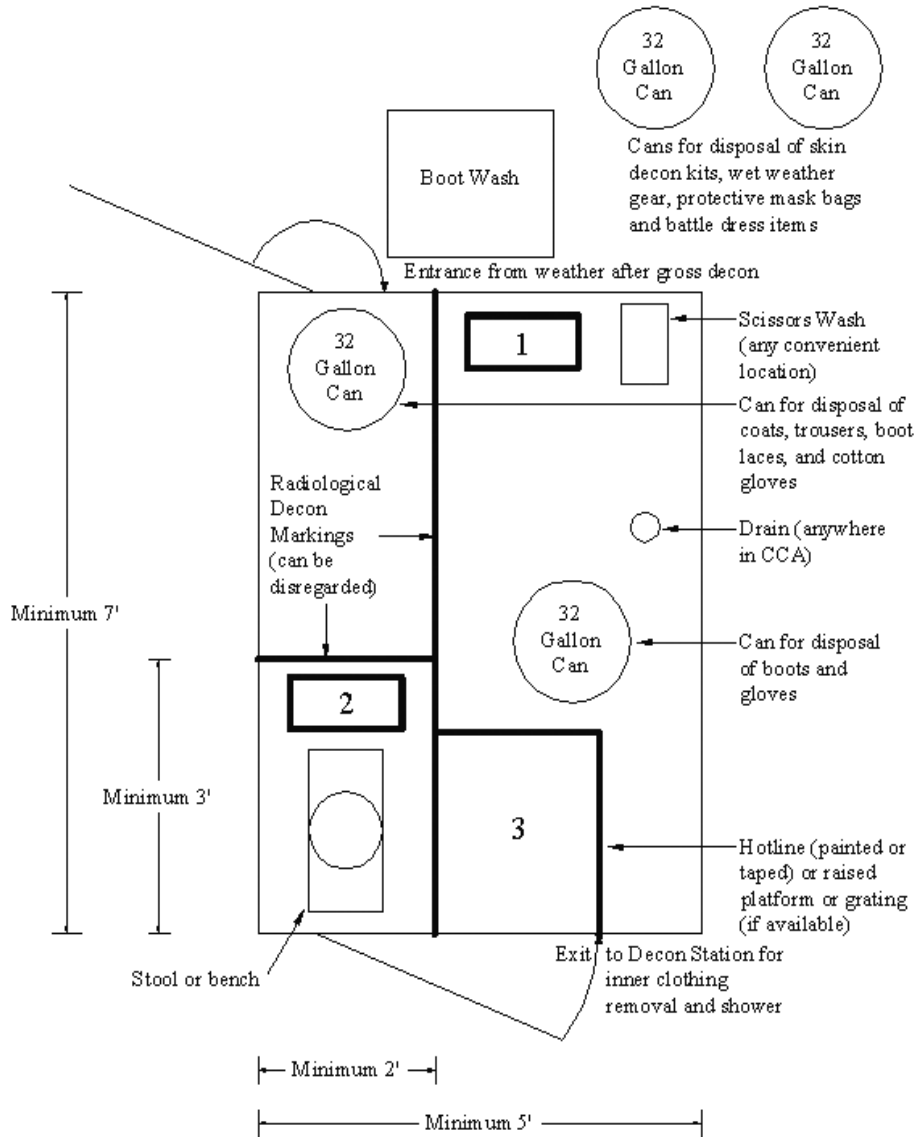 32
Gallon
Can
32
Gallon
Can
Cans for disposal of skin
decon kits, wet weather
gear, protective mask bags
and battle dress items
Boot Wash
Entrance from weather after gross decon
32
Gallon
Can
1
Scissors Wash
(any convenient
location)
Can for disposal of
coats, trousers, boot
laces, and cotton
gloves
Radiological
Decon
Markings
(can be
disregarded)
Drain (anywhere
in CCA)
Minimum 7'
32
Gallon
Can
Can for disposal
of boots and
gloves
2
Minimum 3'
3
Hotline (painted or
taped) or raised
platform or grating
(if available)
Stool or bench
Exit to Decon Station for
inner clothing
removal and shower
Minimum 2'
Minimum 5'